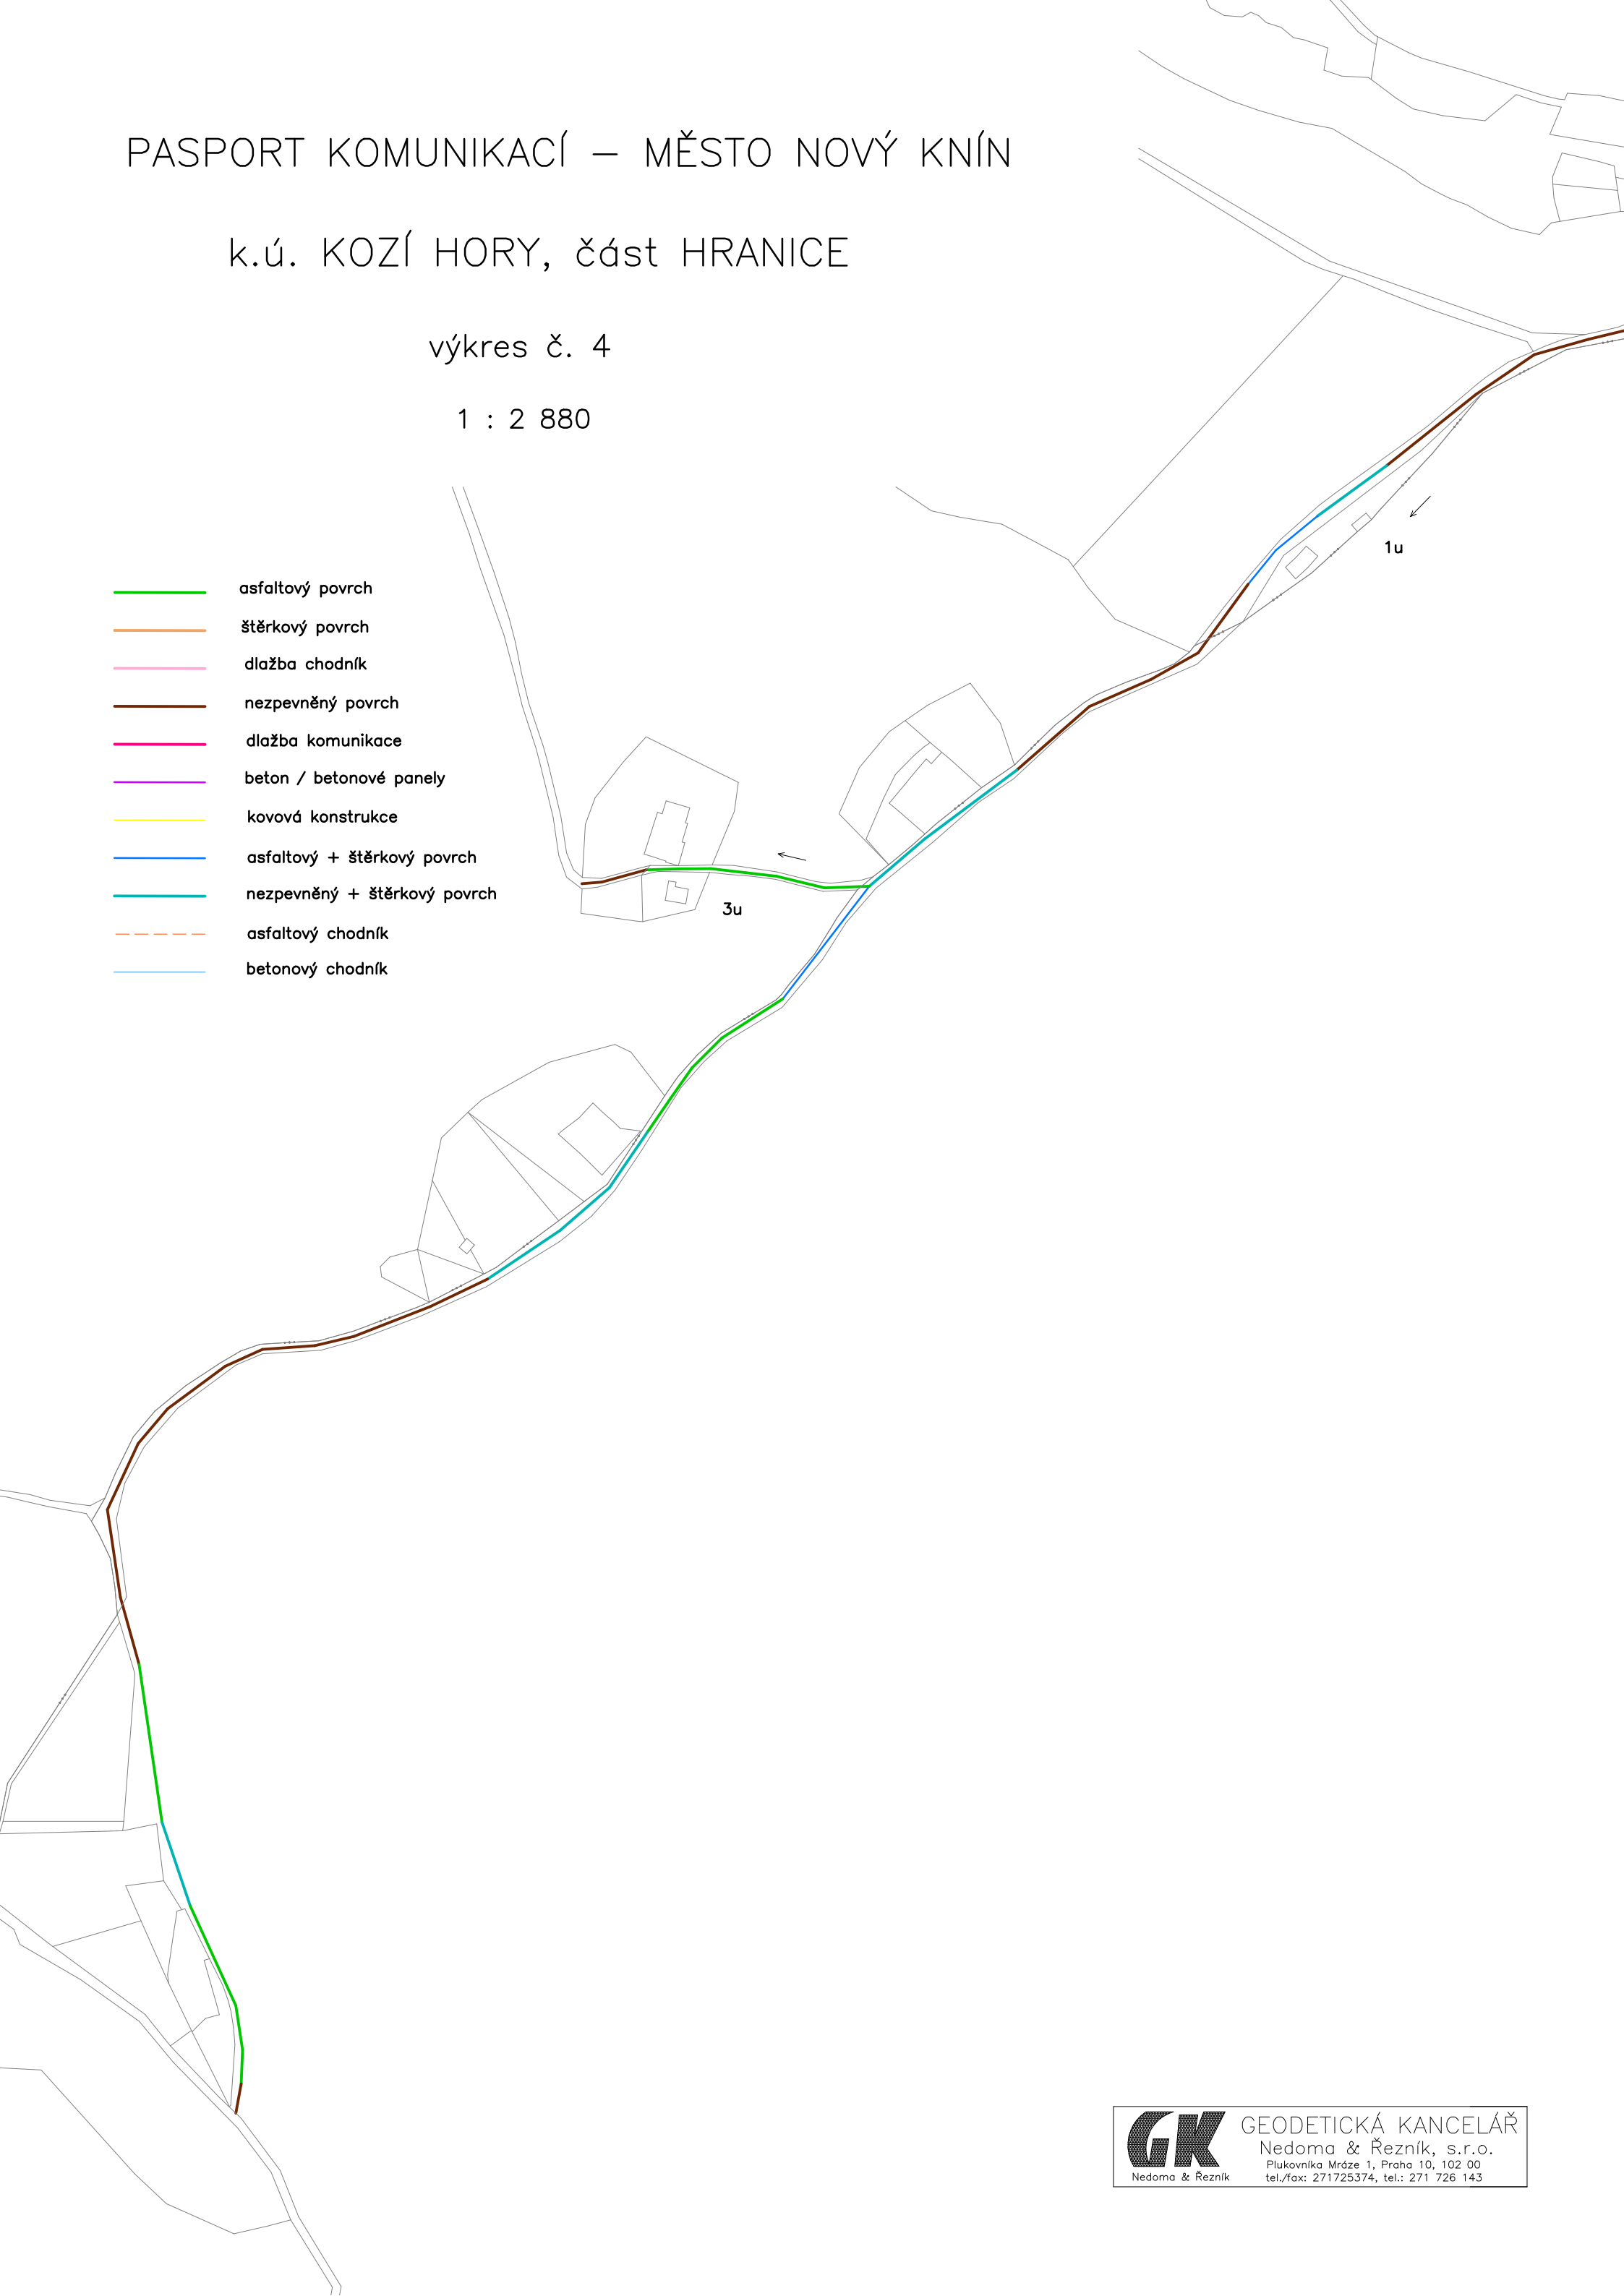 PASPORT KOMUNIKACÍ – MĚSTO NOVÝ KNÍN
k.ú. KOZÍ HORY, část HRANICE
výkres č. 4
1 : 2 880
asfaltový povrch
štěrkový povrch
dlažba chodník
nezpevněný povrch
dlažba komunikace
beton / betonové panely
kovová konstrukce
asfaltový + štěrkový povrch
nezpevněný + štěrkový povrch
asfaltový chodník
betonový chodník
1u
3u
GK
Nedoma & Řezník
GEODETICKÁ KANCELÁŘ
Nedoma & Řezník, s.r.o.
Plukovníka Mráze 1, Praha 10, 102 00
tel./fax: 271725374, tel.: 271 726 143